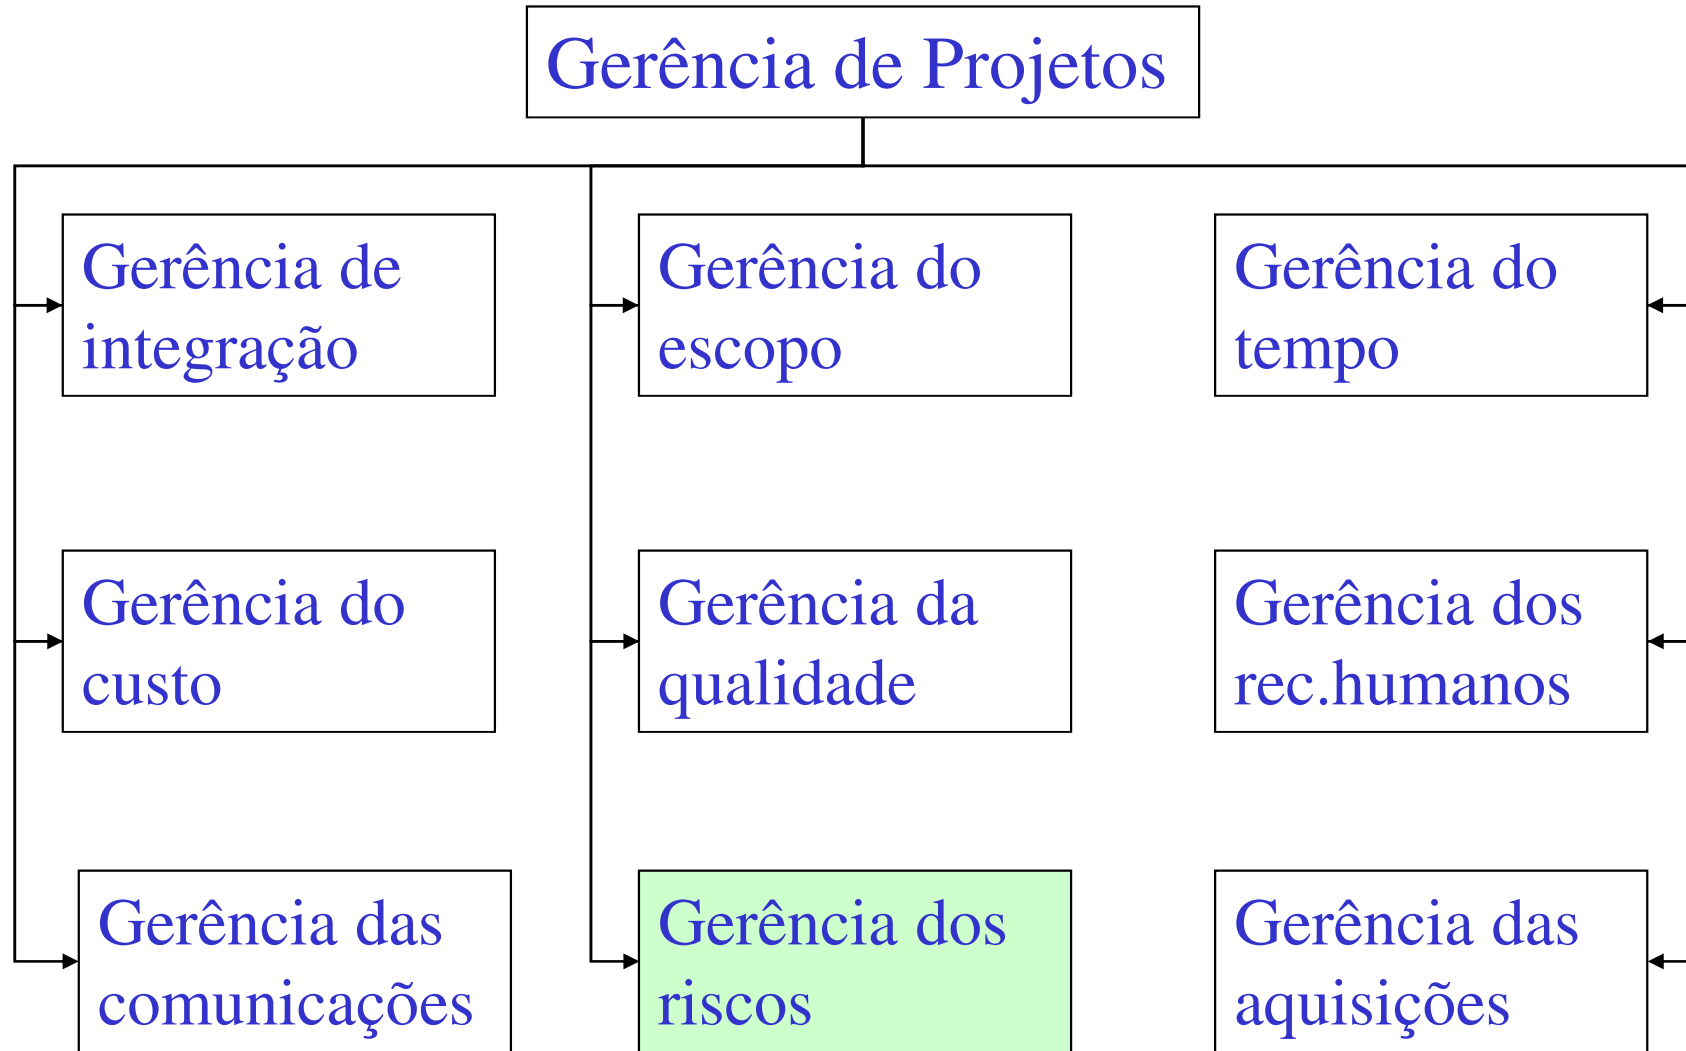 Gerência de Projetos
Gerência de
integração
Gerência do
escopo
Gerência do
tempo
Gerência do
custo
Gerência da
qualidade
Gerência dos
rec.humanos
Gerência das
comunicações
Gerência dos
riscos
Gerência das
aquisições